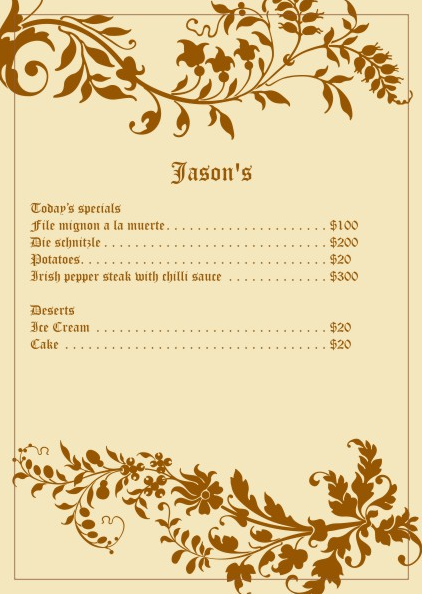 Jason's
Today's specials
File mignon a la muerte. . . . . . . . . . . . . . . . . . . . . $100
Die schnitzle . . . . . . . . . . . . . . . . . . . . . . . . . . . . . $200
Potatoes. . . . . . . . . . . . . . . . . . . . . . . . . . . . . . . . $20
Irish pepper steak with chilli sauce . . . . . . . . . . . . . $300
Deserts
Ice Cream . . . . . . . . . . . . . . . . . . . . . . . . . . . . . . $20
Cake . . . . . . . . . . . . . . . . . . . . . . . . . . . . . . . . . . $20